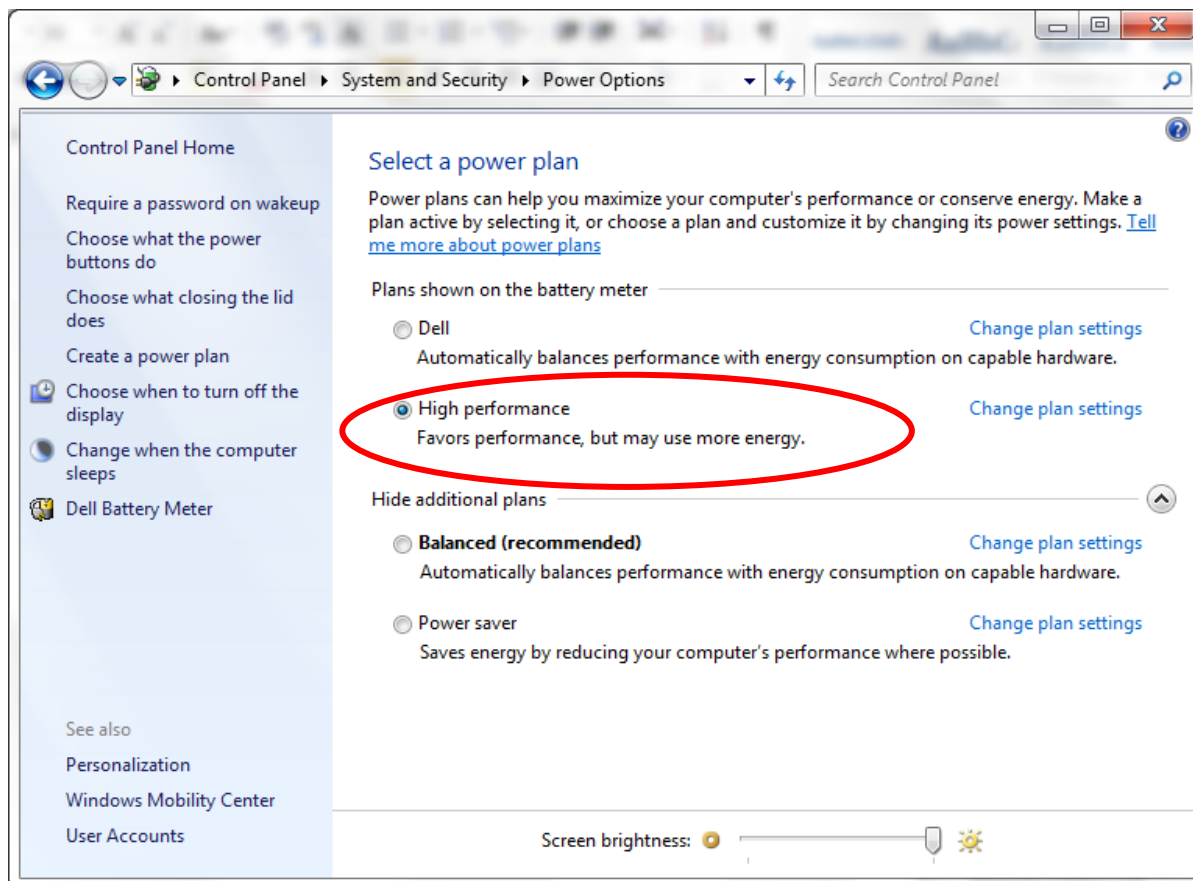 Control Panel System and Security Power Options Search Control Panel
Control Panel Home
Require a password on wakeup
Choose what the power
buttons do
Choose what closing the lid
does
Create a power plan
Choose when to turn off the
display
Change when the computer
sleeps
Dell Battery Meter
See also
Personalization
Windows Mobility Center
User Accounts
Select a power plan
Power plans can help you maximize your computer's performance or conserve energy. Make a
plan active by selecting it, or choose a plan and customize it by changing its power settings. Tell
me more about power plans
Plans shown on the battery meter
Dell Change plan settings
Automatically balances performance with energy consumption on capable hardware.
High performance Change plan settings
Favors performance, but may use more energy.
Hide additional plans
Balanced (recommended) Change plan settings
Automatically balances performance with energy consumption on capable hardware.
Power saver Change plan settings
Saves energy by reducing your computer's performance where possible.
Screen brightness: